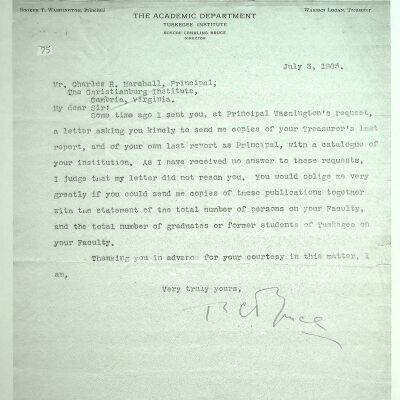 BOOKER T. WASHINGTON, Principal
WARREN LOGAN, Treasurer
THE ACADEMIC DEPARTMENT
TUSKEGEE INSTITUTE
ROSCOE CONKLING BRUCE
DIRECTOR
75
July 3, 1905.
Mr. Charles R. Marshall, Principal,
The Christianburg Institute,
Cambria, Virginia.
My dear Sir:
Some time ago I sent you, at Principal Washington's request,
a letter asking you kindly to send me copies of your Treasurer's last
report, and of your own last report as Principal, with a catalogue of
your institution. As I have received no answer to these requests,
I judge that my letter did not reach you. You would oblige me very
greatly if you could send me copies of these publications together
with the statement of the total number of persons on your Faculty,
and the total number of graduates or former students of Tuskegee on
your Faculty.
Thanking you in advance for your courtesy in this matter, I
am,
Very truly yours,
R C Bruce